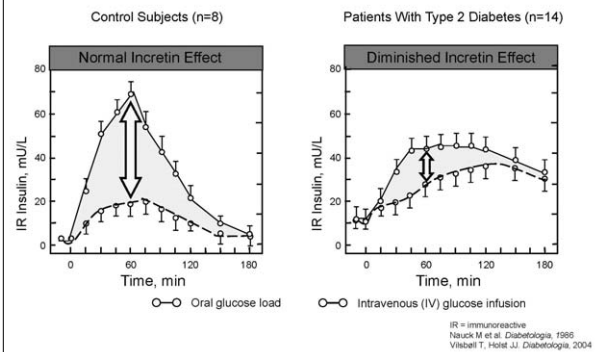 Control Subjects (n=8)
Patients With Type 2 Diabetes (n=14)
Normal Incretin Effect
Diminished Incretin Effect
IR Insulin, mU/L
80
60
40
20
0
0
60
120
180
Time, min
IR Insulin, mU/L
80
60
40
20
0
0
60
120
180
Time, min
Oral glucose load
Intravenous (IV) glucose infusion
IR = immunoreactive
Nauck M et al. Diabetologia, 1986
Vilsbøll T, Holst JJ. Diabetologia, 2004